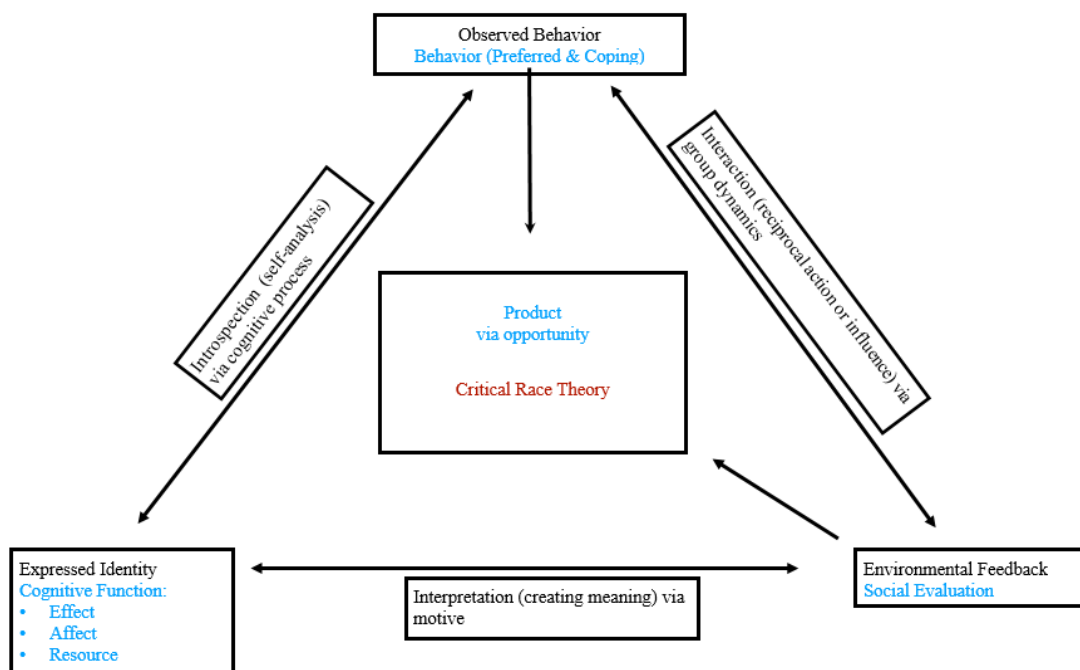 Observed Behavior
Behavior (Preferred & Coping)
Introspection (self-analysis)
via cognitive process
Interaction (reciprocal action or influence) via
group dynamics
Product
via opportunity
Critical Race Theory
Expressed Identity
Cognitive Function:
• Effect
• Affect
• Resource
Interpretation (creating meaning) via
motive
Environmental Feedback
Social Evaluation